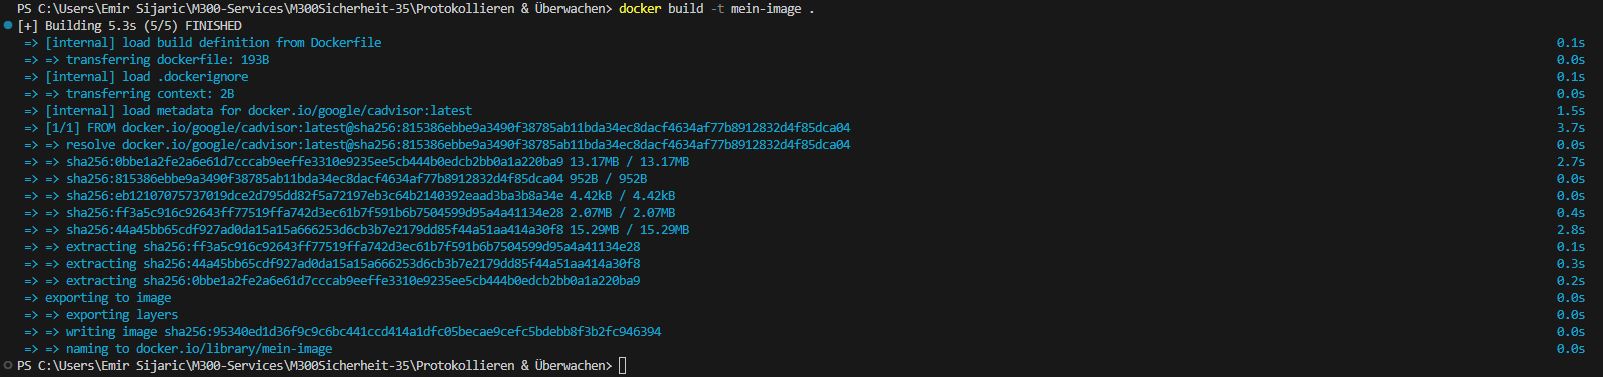 PS C:\Users\Emir Sijaric\M300-Services\M300Sicherheit-35\Protokollieren & Überwachen> docker build -t mein-image .
[+] Building 5.3s (5/5) FINISHED
=> [internal] load build definition from Dockerfile 0.1s
=> => transferring dockerfile: 193B 0.0s
=> [internal] load .dockerignore 0.1s
=> => transferring context: 2B 0.0s
=> [internal] load metadata for docker.io/google/cadvisor:latest 1.5s
=> [1/1] FROM docker.io/google/cadvisor:latest@sha256:815386ebbe9a3490f38785ab11bda34ec8dacf4634af77b8912832d4f85dca04 3.7s
=> => resolve docker.io/google/cadvisor:latest@sha256:815386ebbe9a3490f38785ab11bda34ec8dacf4634af77b8912832d4f85dca04 0.0s
=> => sha256:0bbe1a2fe2a6e61d7cccab9eeffe3310e9235ee5cb444b0edcb2bb0a1a220ba9 13.17MB / 13.17MB 2.7s
=> => sha256:815386ebbe9a3490f38785ab11bda34ec8dacf4634af77b8912832d4f85dca04 952B / 952B 0.0s
=> => sha256:eb12107075737019dce2d795dd82f5a72197eb3c64b2140392eaad3ba3b8a34e 4.42kB / 4.42kB 0.0s
=> => sha256:ff3a5c916c92643ff77519ffa742d3ec61b7f591b6b7504599d95a4a41134e28 2.07MB / 2.07MB 0.4s
=> => sha256:44a45bb65cdf927ad0da15a15a666253d6cb3b7e2179dd85f44a51aa414a30f8 15.29MB / 15.29MB 2.8s
=> => extracting sha256:ff3a5c916c92643ff77519ffa742d3ec61b7f591b6b7504599d95a4a41134e28 0.1s
=> => extracting sha256:44a45bb65cdf927ad0da15a15a666253d6cb3b7e2179dd85f44a51aa414a30f8 0.3s
=> => extracting sha256:0bbe1a2fe2a6e61d7cccab9eeffe3310e9235ee5cb444b0edcb2bb0a1a220ba9 0.2s
=> exporting to image 0.0s
=> => exporting layers 0.0s
=> => writing image sha256:95340ed1d36f9c9c6bc441ccd414a1dfc05becae9cefc5bdebb8f3b2fc946394 0.0s
=> => naming to docker.io/library/mein-image 0.0s
PS C:\Users\Emir Sijaric\M300-Services\M300Sicherheit-35\Protokollieren & Überwachen>